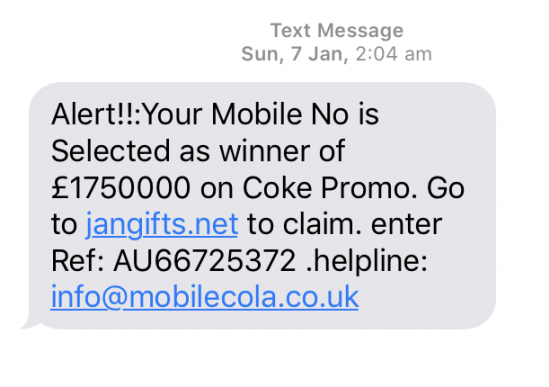 Text Message
Sun, 7 Jan, 2:04 am
Alert!!:Your Mobile No is
Selected as winner of
£1750000 on Coke Promo. Go
to jangifts.net to claim. enter
Ref: AU66725372 .helpline:
info@mobilecola.co.uk